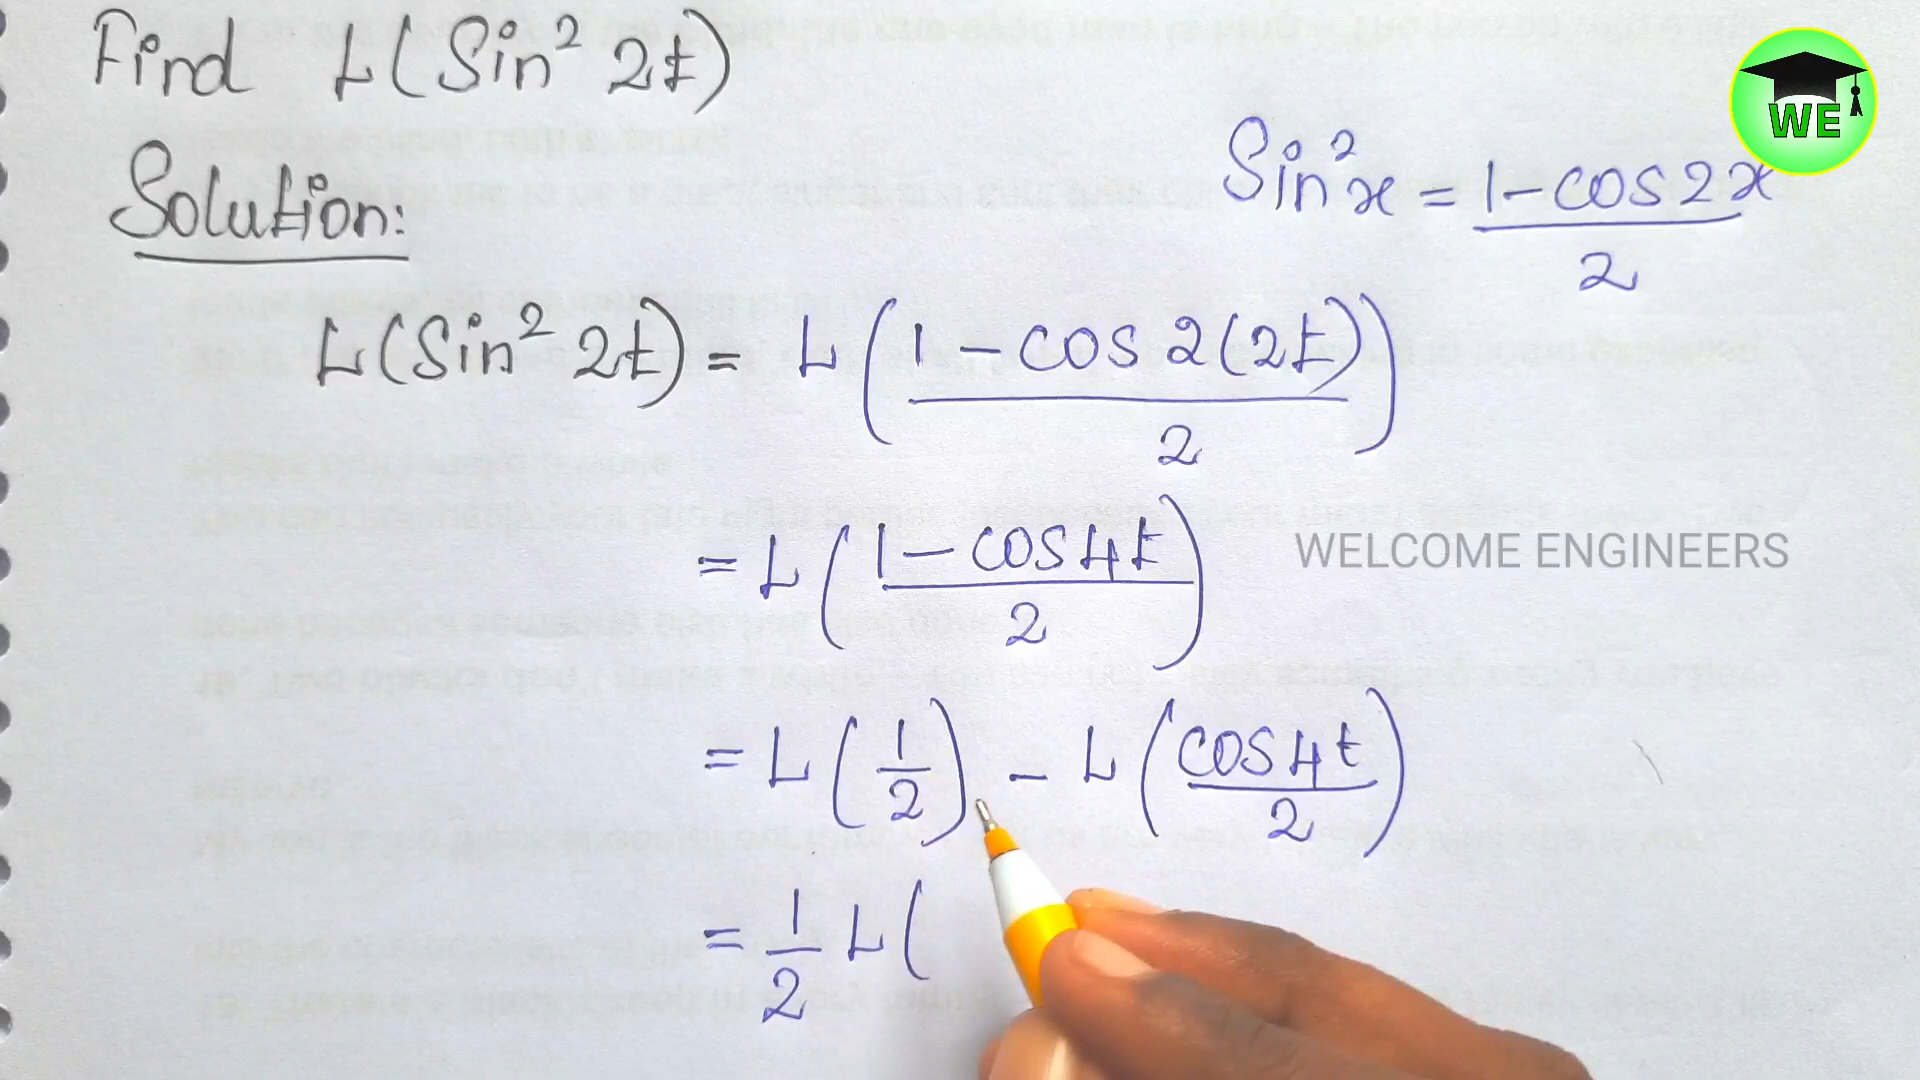 Find L(Sin² 2t)
WE
Solution:
Sin²x = 1-cos2x/2
L(Sin² 2t) = L(1-cos 2(2t)/2)
= L(1-cos4t/2)
WELCOME ENGINEERS
= L(1/2) - L(cos4t/2)
= 1/2 L(